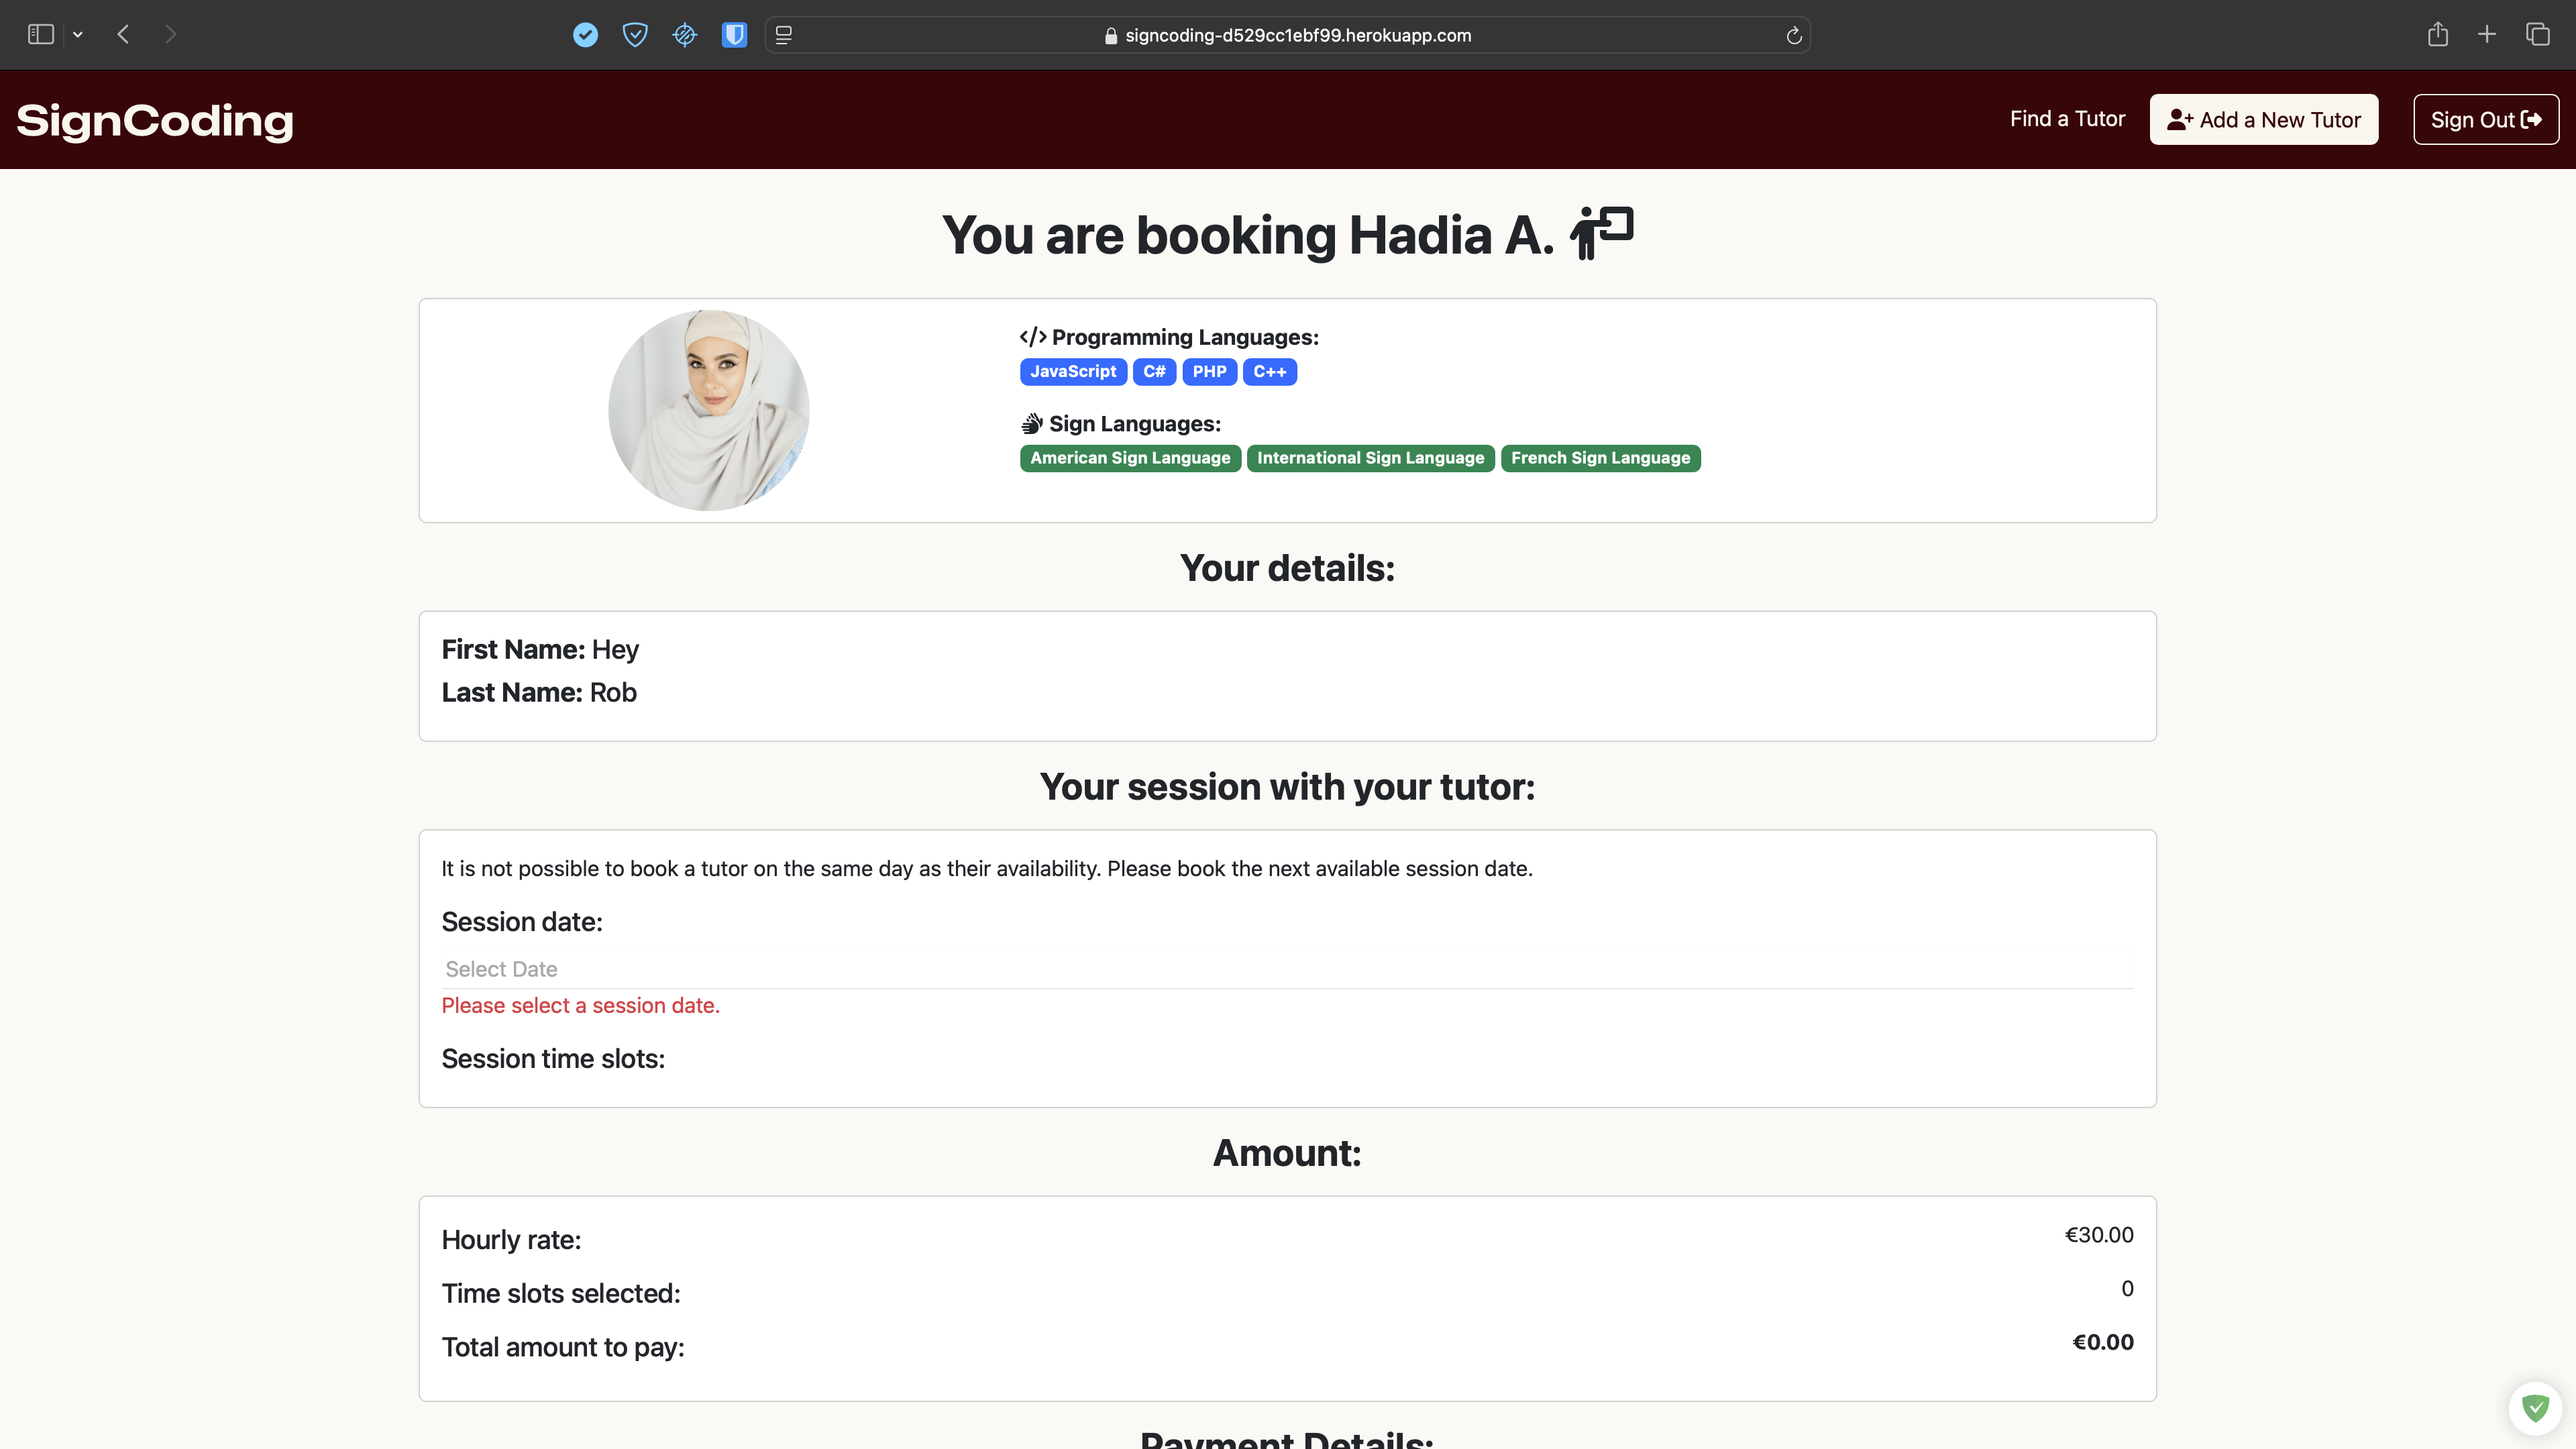 signcoding-d529cc1ebf99.herokuapp.com
SignCoding
Find a Tutor
Add a New Tutor
Sign Out
You are booking Hadia A.
</> Programming Languages:
JavaScript C# PHP C++
Sign Languages:
American Sign Language International Sign Language French Sign Language
Your details:
First Name: Hey
Last Name: Rob
Your session with your tutor:
It is not possible to book a tutor on the same day as their availability. Please book the next available session date.
Session date:
Select Date
Please select a session date.
Session time slots:
Amount:
Hourly rate: €30.00
Time slots selected: 0
Total amount to pay: €0.00
Payment Details: